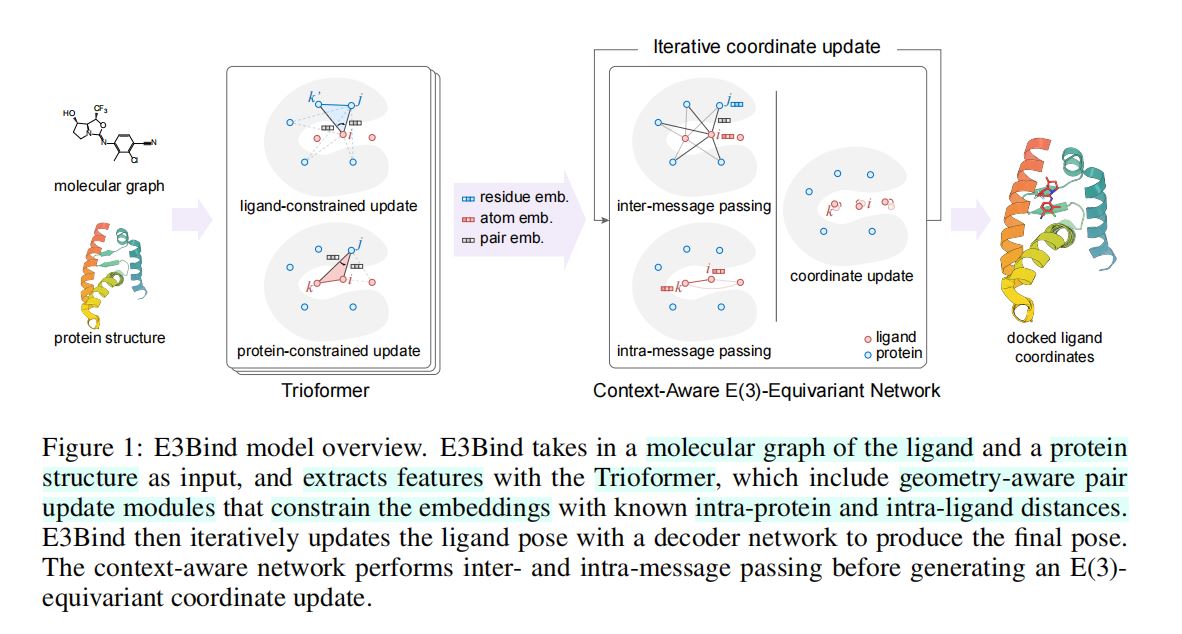 Iterative coordinate update
HO
CF3
O
N
N
Cl
N
molecular graph
protein structure
k'
j
i
ligand-constrained update
j
k
i
protein-constrained update
Trioformer
residue emb.
atom emb.
pair emb.
j
i
inter-message passing
i
k
intra-message passing
k
i
coordinate update
ligand
protein
Context-Aware E(3)-Equivariant Network
docked ligand
coordinates
Figure 1: E3Bind model overview. E3Bind takes in a molecular graph of the ligand and a protein
structure as input, and extracts features with the Trioformer, which include geometry-aware pair
update modules that constrain the embeddings with known intra-protein and intra-ligand distances.
E3Bind then iteratively updates the ligand pose with a decoder network to produce the final pose.
The context-aware network performs inter- and intra-message passing before generating an E(3)-
equivariant coordinate update.